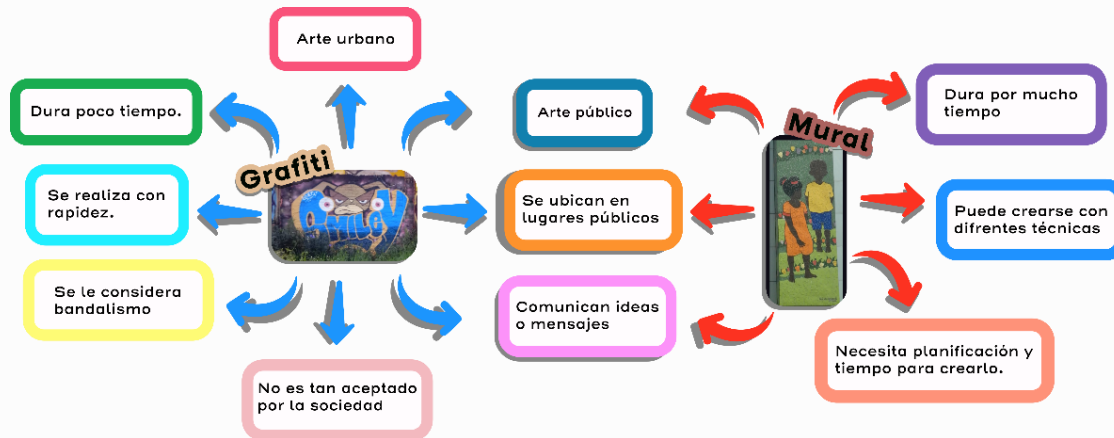 Arte urbano
Dura poco tiempo.
Arte público
Dura por mucho
tiempo
Mural
Grafiti
Se realiza con
rapidez.
Se ubican en
lugares públicos
Puede crearse con
difrentes técnicas
SMILEY
Se le considera
bandalismo
Comunican ideas
o mensajes
Necesita planificación y
tiempo para crearlo.
No es tan aceptado
por la sociedad